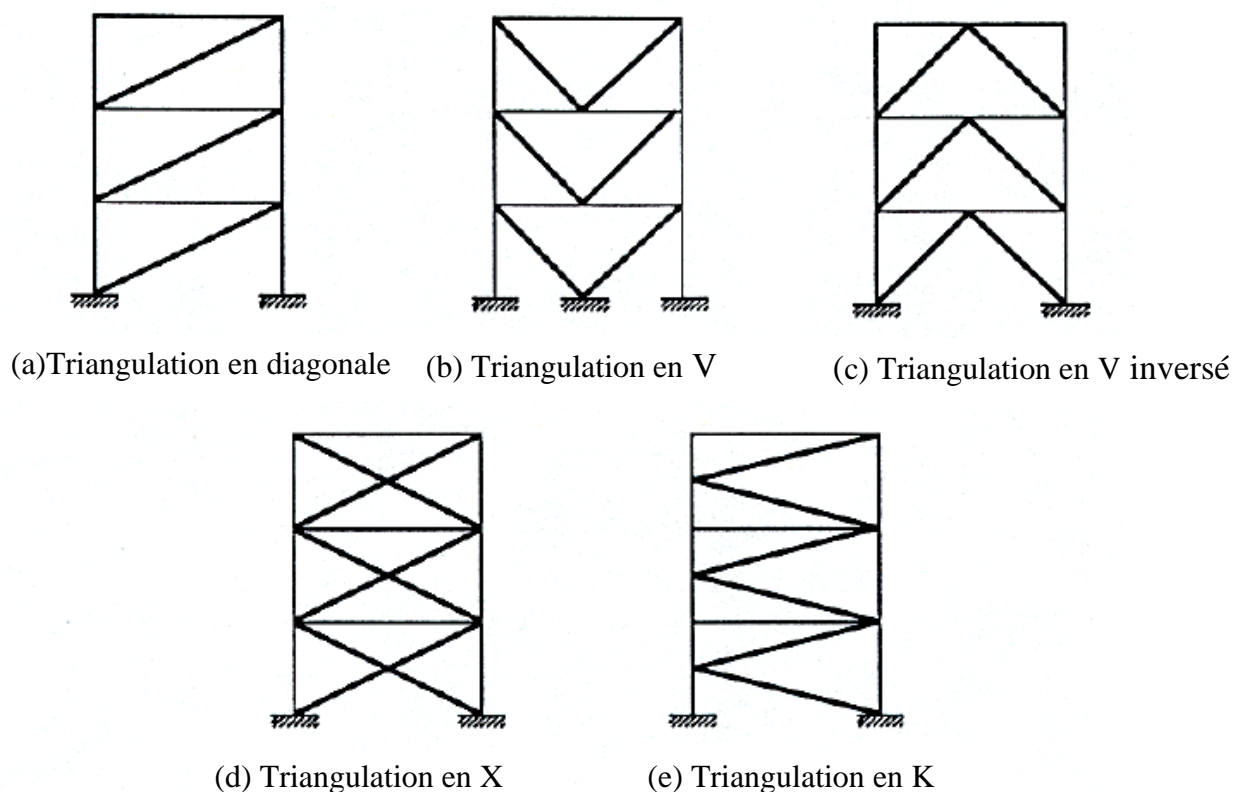 (a)Triangulation en diagonale
(b) Triangulation en V
(c) Triangulation en V inversé
(d) Triangulation en X
(e) Triangulation en K